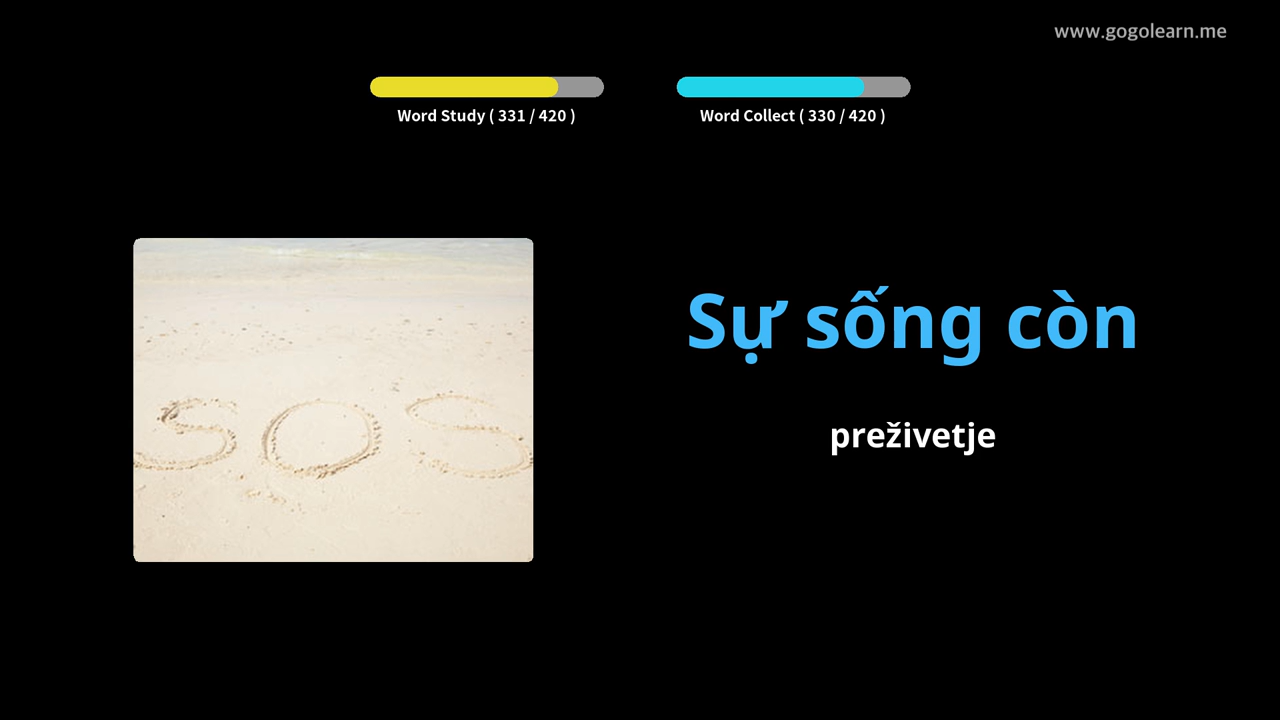 www.gogolearn.me
Word Study ( 331 / 420 )
Word Collect ( 330 / 420 )
Sự sống còn
preživetje
SOS